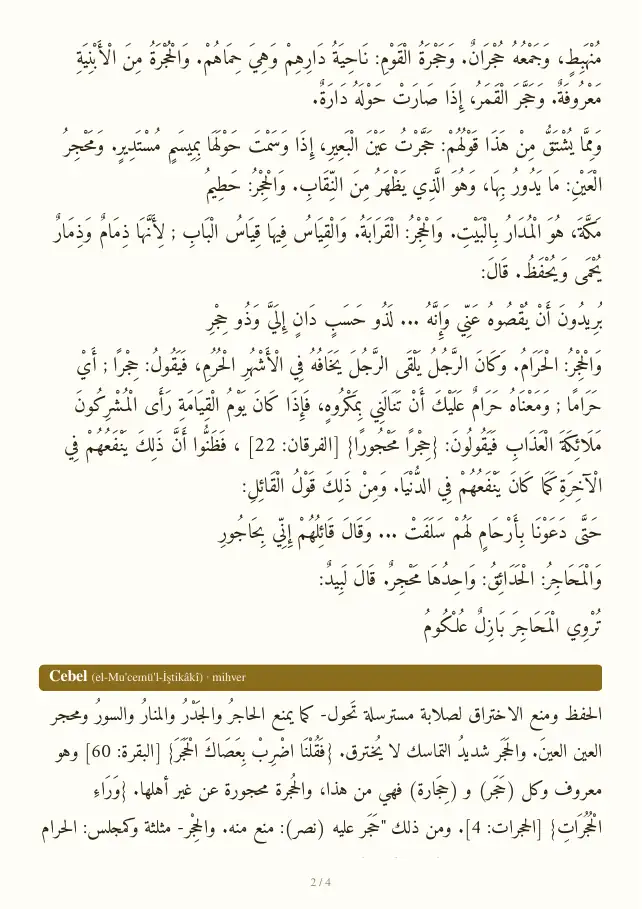 مُنْهَبِطٍ، وَجَمْعُهُ حُجْرَانٌ. وَحَجْرَةُ الْقَوْمِ: نَاحِيَةُ دَارِهِمْ وَهِيَ حِمَاهُمْ. وَالْحُجْرَةُ مِنَ الْأَبْنِيَةِ
مَعْرُوفَةٌ. وَحَجَّرَ الْقَمَرُ، إِذَا صَارَتْ حَوْلَهُ دَارَةٌ.
وَمِمَّا يُشْتَقُّ مِنْ هَذَا قَوْلُهُمْ: حَجَّرْتُ عَيْنَ الْبَعِيرِ، إِذَا وَسَمْتَ حَوْلَهَا بِمِيسَمٍ مُسْتَدِيرٍ. وَمَحْجِرُ
الْعَيْنِ: مَا يَدُورُ بِهَا، وَهُوَ الَّذِي يَظْهَرُ مِنَ النِّقَابِ. وَالْحِجْرُ: حَطِيمُ
مَكَّةَ، هُوَ الْمُدَارُ بِالْبَيْتِ. وَالْحِجْرُ: الْقَرَابَةُ. وَالْقِيَاسُ فِيهَا قِيَاسُ الْبَابِ ; لِأَنَّهَا ذِمَامٌ وَذِمَارٌ
يُحْمَى وَيُحْفَظُ. قَالَ:
يُرِيدُونَ أَنْ يُقْصُوهُ عَنِّي وَإِنَّهُ ... لَذُو حَسَبٍ دَانٍ إِلَيَّ وَذُو حِجْرِ
وَالْحِجْرُ: الْحَرَامُ. وَكَانَ الرَّجُلُ يَلْقَى الرَّجُلَ يَخَافُهُ فِي الْأَشْهُرِ الْحُرُمِ، فَيَقُولُ: حِجْرًا ; أَيْ
حَرَامًا ; وَمَعْنَاهُ حَرَامٌ عَلَيْكَ أَنْ تَنَالَنِي بِمَكْرُوهٍ، فَإِذَا كَانَ يَوْمُ الْقِيَامَةِ رَأَى الْمُشْرِكُونَ
مَلَائِكَةَ الْعَذَابِ فَيَقُولُونَ: {حِجْرًا مَحْجُورًا} [الفرقان: 22] ، فَظَنُّوا أَنَّ ذَلِكَ يَنْفَعُهُمْ فِي
الْآخِرَةِ كَمَا كَانَ يَنْفَعُهُمْ فِي الدُّنْيَا. وَمِنْ ذَلِكَ قَوْلُ الْقَائِلِ:
حَتَّى دَعَوْنَا بِأَرْحَامٍ لَهُمْ سَلَفَتْ ... وَقَالَ قَائِلُهُمْ إِنِّي بِحَاجُورِ
وَالْمَحَاجِرُ: الْحَدَائِقُ: وَاحِدُهَا مَحْجِرٌ. قَالَ لَبِيدٌ:
تُرْوِي الْمَحَاجِرَ بَازِلٌ عُلْكُومُ
Cebel (el-Mu'cemü'l-İştikâkî) · mihver
الحفظ ومنع الاختراق لصلابة مسترسلة تَحول- كما يمنع الحاجرُ والجَدْرُ والمنارُ والسورُ ومحجر
العين العينَ. والحَجَر شديدُ التماسك لا يُخترق. {فَقُلْنَا اضْرِبْ بِعَصَاكَ الْحَجَرَ} [البقرة: 60] وهو
معروف وكل (حَجَر) و (حِجَارة) فهي من هذا، والحُجرة محجورة عن غير أهلها. {وَرَاءِ
الْحُجُرَاتِ} [الحجرات: 4]. ومن ذلك "حَجَر عليه (نصر): منع منه. والحِجْر- مثلثة وكمجلس: الحرام
2 / 4